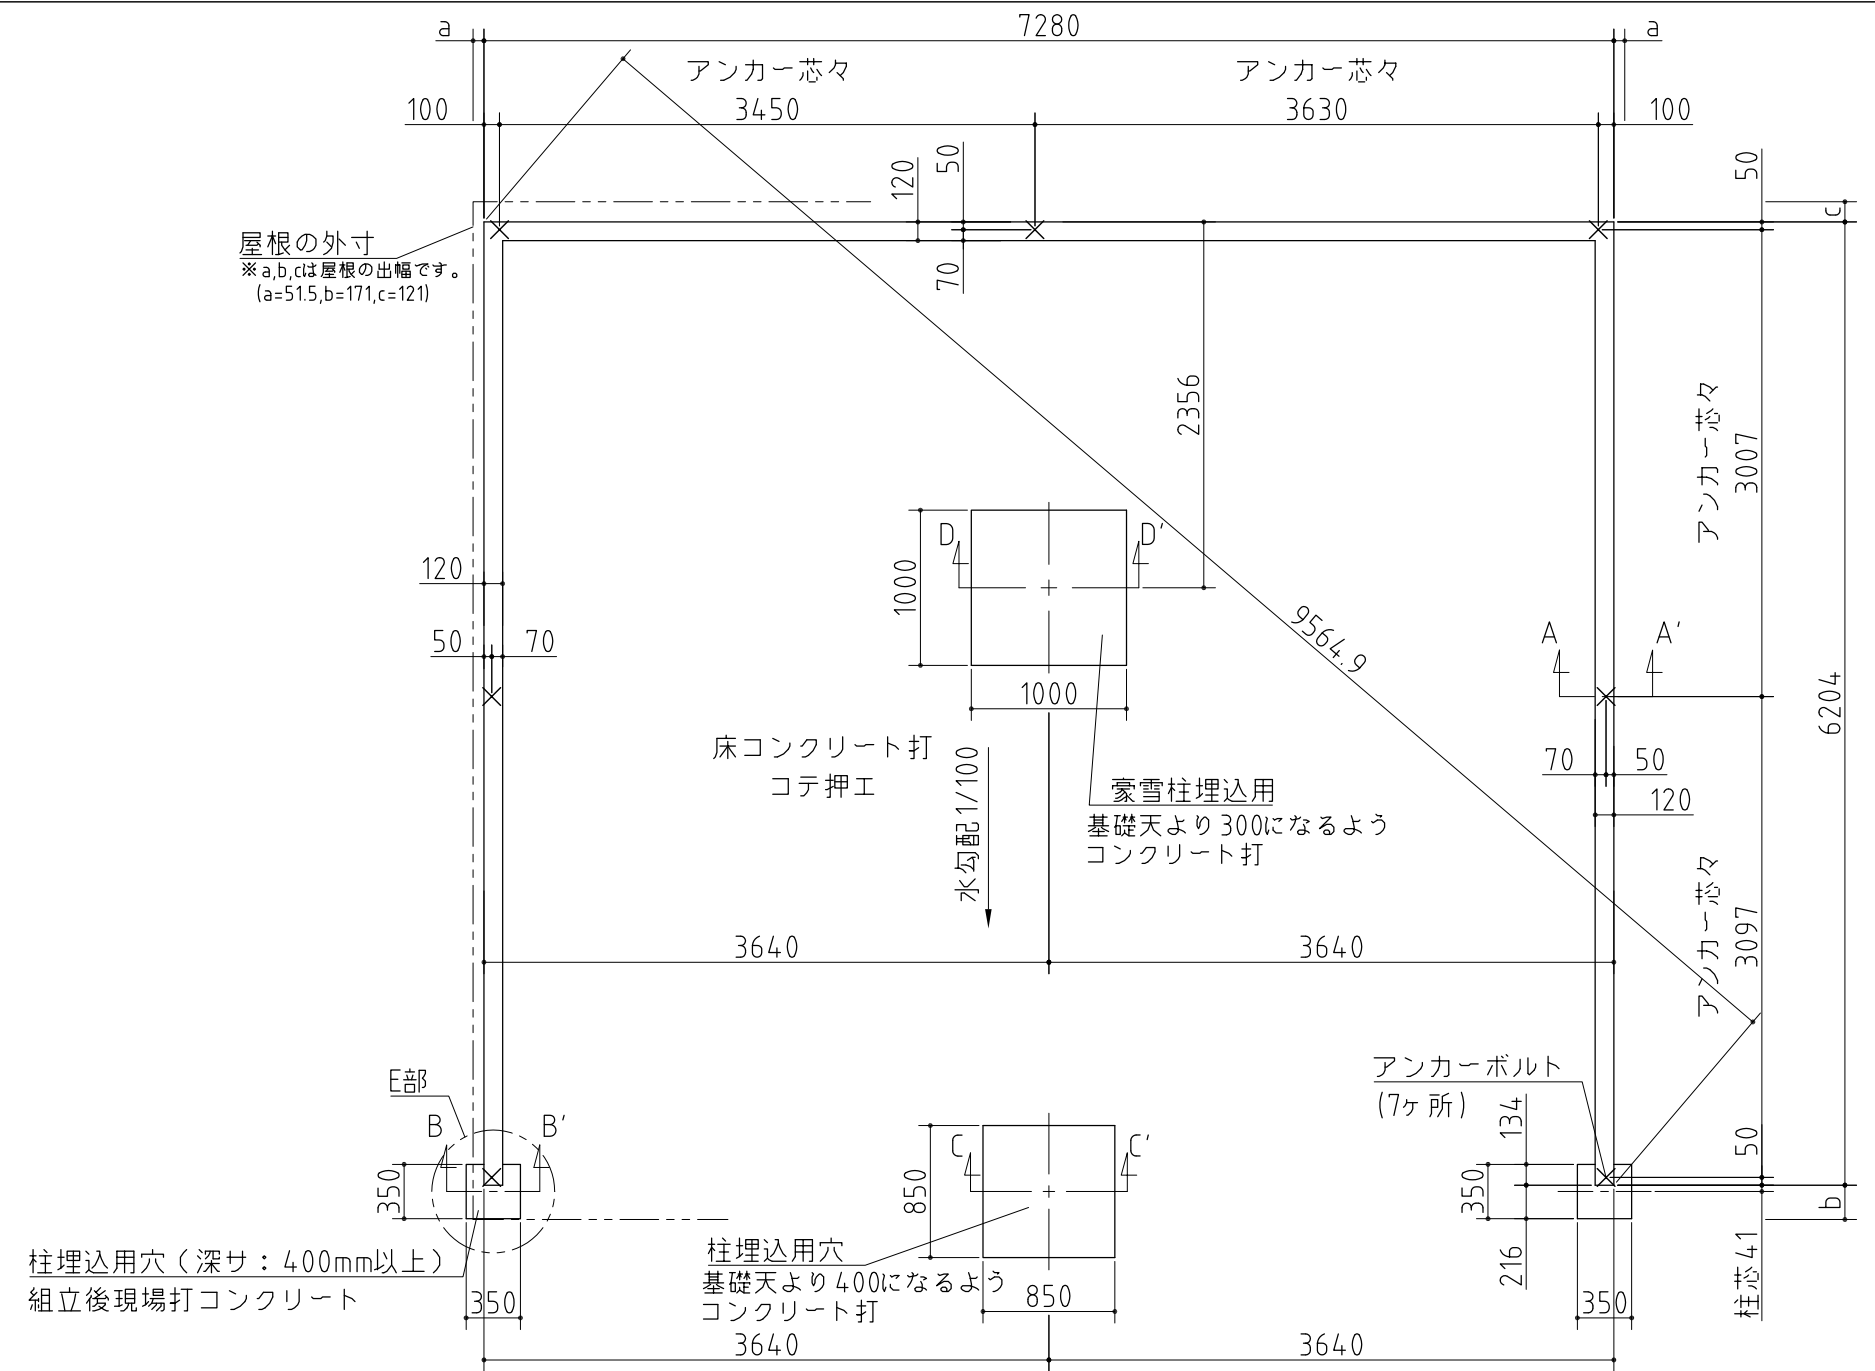 a
7280
a
アンカー芯々
アンカー芯々
100
3450
3630
100
120
50
50
c
屋根の外寸
※a,b,cは屋根の出幅です。
(a=51.5,b=171,c=121)
70
2356
アンカー芯々
3007
D
D'
1000
120
1000
9564.9
50
70
A
A'
6204
床コンクリート打
コテ押エ
水勾配1/100
豪雪柱埋込用
基礎天より300になるよう
コンクリート打
70
50
120
アンカー芯々
3097
3640
3640
E部
B
B'
350
C
C'
850
アンカーボルト
(7ヶ所)
134
350
50
b
216
柱芯41
柱埋込用穴(深サ:400mm以上)
組立後現場打コンクリート
350
柱埋込用穴
基礎天より400になるよう
コンクリート打
850
350
3640
3640